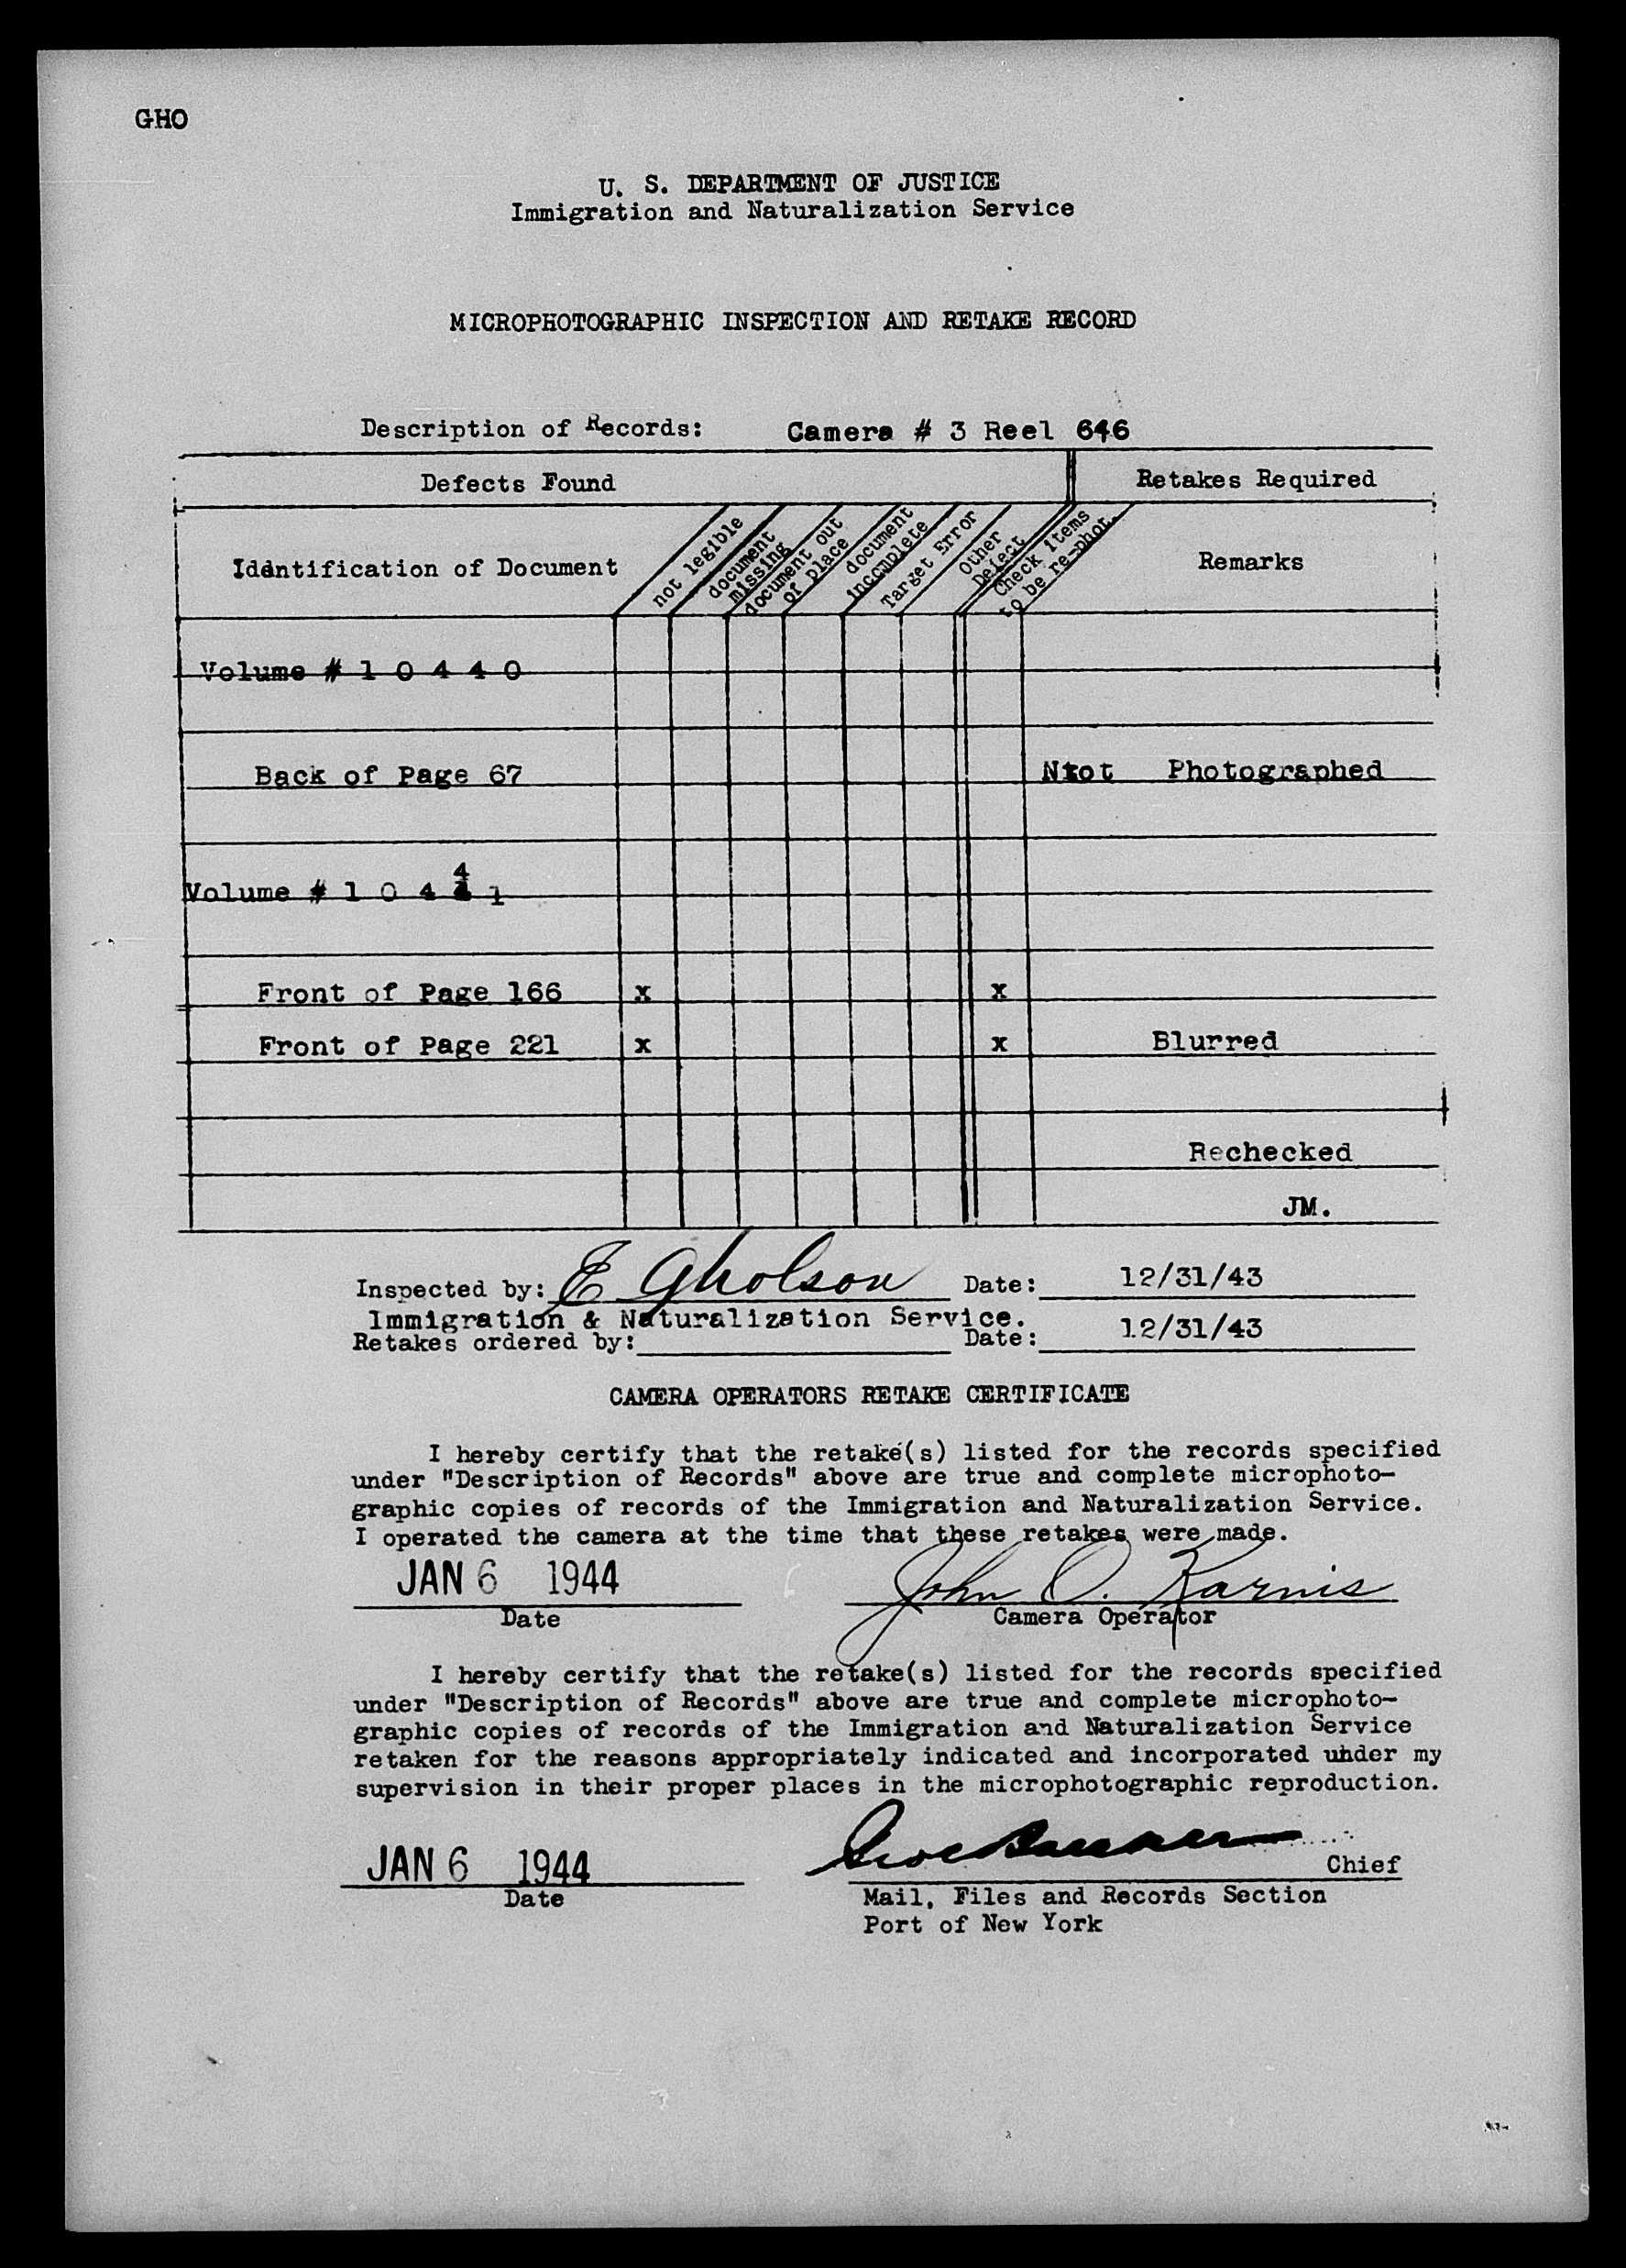 GHO
U. S. DEPARTMENT OF JUSTICE
Immigration and Naturalization Service
MICROPHOTOGRAPHIC INSPECTION AND RETAKE RECORD
Description of Records: Camera # 3 Reel 646
Defects Found Retakes Required
Identification of Document
not legible
document missing
document out of place
document incomplete
Target Error
Other Defect
Check items to be re-phot.
Remarks
Volume # 1 0 4 4 0
Back of Page 67 Ntot Photographed
Volume # 1 0 4 4 1
Front of Page 166 x x
Front of Page 221 x x Blurred
Rechecked
JM.
Inspected by: E Gholson Date: 12/31/43
Immigration & Naturalization Service.
Retakes ordered by: Date: 12/31/43
CAMERA OPERATORS RETAKE CERTIFICATE
I hereby certify that the retake(s) listed for the records specified
under "Description of Records" above are true and complete microphoto-
graphic copies of records of the Immigration and Naturalization Service.
I operated the camera at the time that these retakes were made.
JAN 6 1944 John O. Karnis
Date Camera Operator
I hereby certify that the retake(s) listed for the records specified
under "Description of Records" above are true and complete microphoto-
graphic copies of records of the Immigration and Naturalization Service
retaken for the reasons appropriately indicated and incorporated under my
supervision in their proper places in the microphotographic reproduction.
JAN 6 1944 Chief
Date Mail, Files and Records Section
Port of New York